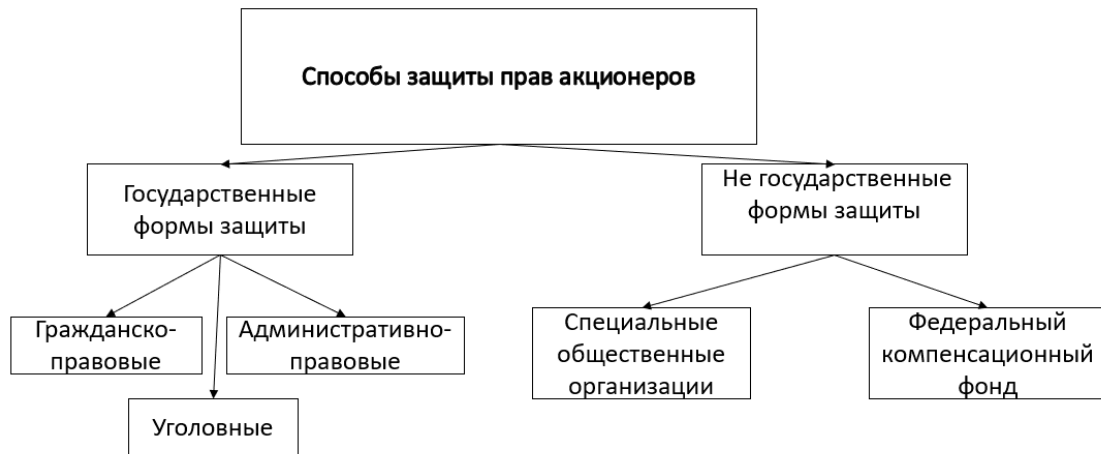 Способы защиты прав акционеров
Государственные
формы защиты
Не государственные
формы защиты
Гражданско-
правовые
Административно-
правовые
Уголовные
Специальные
общественные
организации
Федеральный
компенсационный
фонд